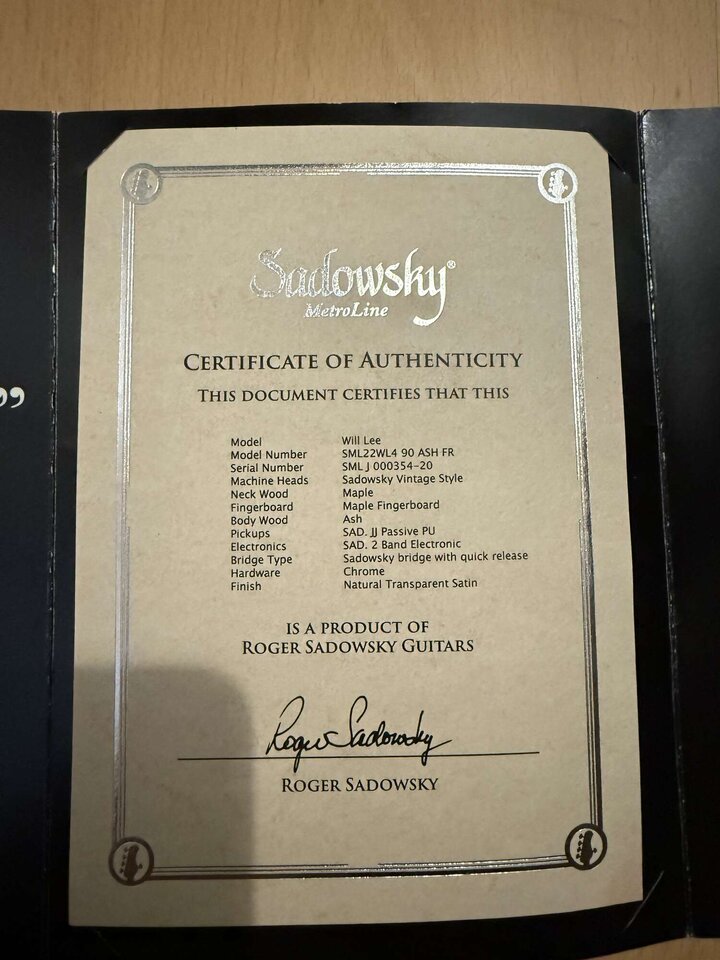 ”
Sadowsky®
MetroLine
CERTIFICATE OF AUTHENTICITY
THIS DOCUMENT CERTIFIES THAT THIS
Model Will Lee
Model Number SML22WL4 90 ASH FR
Serial Number SML J 000354-20
Machine Heads Sadowsky Vintage Style
Neck Wood Maple
Fingerboard Maple Fingerboard
Body Wood Ash
Pickups SAD. JJ Passive PU
Electronics SAD. 2 Band Electronic
Bridge Type Sadowsky bridge with quick release
Hardware Chrome
Finish Natural Transparent Satin
IS A PRODUCT OF
ROGER SADOWSKY GUITARS
Roger Sadowsky
ROGER SADOWSKY